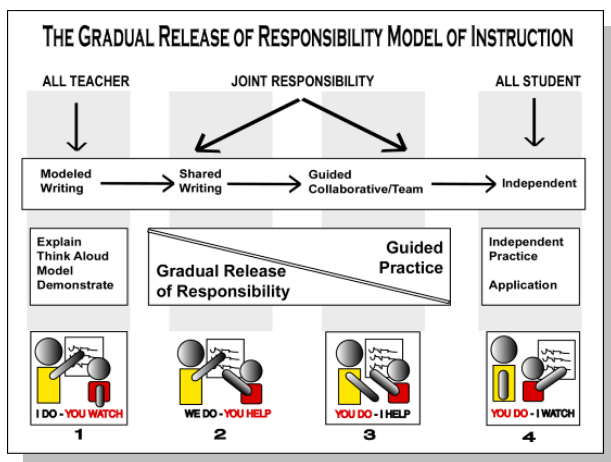 THE GRADUAL RELEASE OF RESPONSIBILITY MODEL OF INSTRUCTION
ALL TEACHER
JOINT RESPONSIBILITY
ALL STUDENT
Modeled
Writing
Shared
Writing
Guided
Collaborative/Team
Independent
Explain
Think Aloud
Model
Demonstrate
Gradual Release
of Responsibility
Guided
Practice
Independent
Practice
Application
I DO - YOU WATCH
WE DO - YOU HELP
YOU DO - I HELP
YOU DO - I WATCH
1
2
3
4